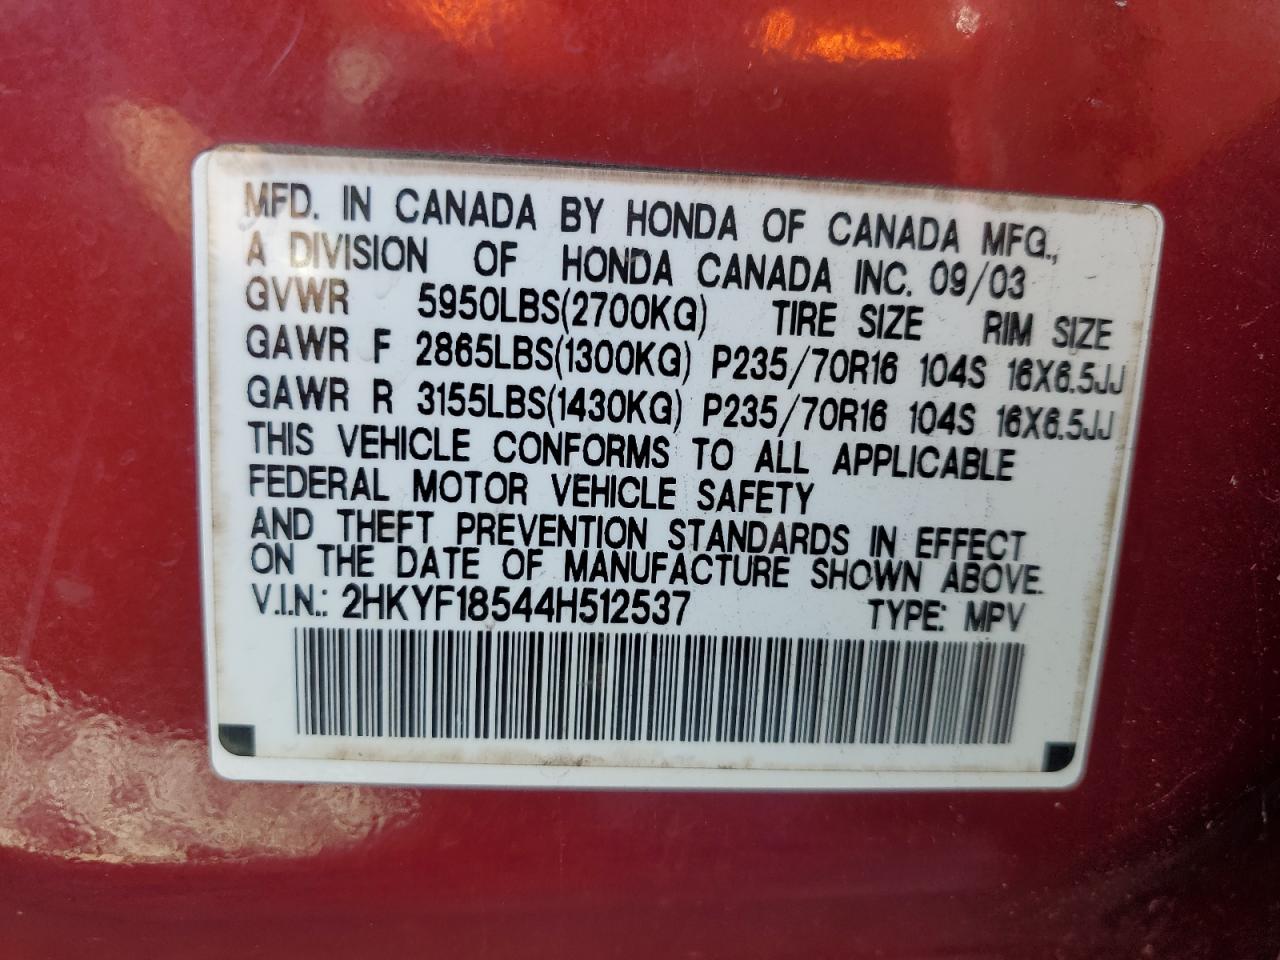 MFD. IN CANADA BY HONDA OF CANADA MFG.,
A DIVISION OF HONDA CANADA INC. 09/03
GVWR 5950LBS(2700KG) TIRE SIZE RIM SIZE
GAWR F 2865LBS(1300KG) P235/70R16 104S 16X6.5JJ
GAWR R 3155LBS(1430KG) P235/70R16 104S 16X6.5JJ
THIS VEHICLE CONFORMS TO ALL APPLICABLE
FEDERAL MOTOR VEHICLE SAFETY
AND THEFT PREVENTION STANDARDS IN EFFECT
ON THE DATE OF MANUFACTURE SHOWN ABOVE.
V.I.N.: 2HKYF18544H512537 TYPE: MPV